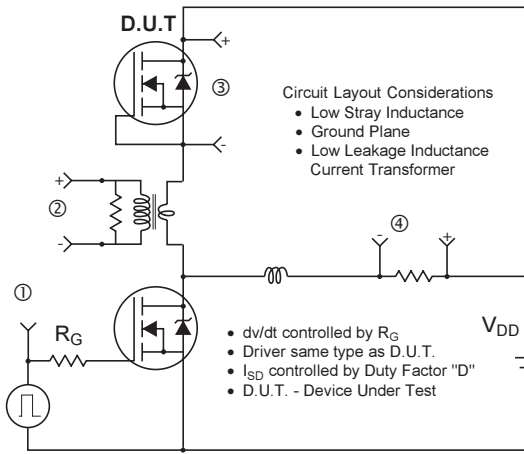 D.U.T
+
③
-
Circuit Layout Considerations
• Low Stray Inductance
• Ground Plane
• Low Leakage Inductance
Current Transformer
+
②
-
-
④
+
①
RG
• dv/dt controlled by RG
• Driver same type as D.U.T.
• ISD controlled by Duty Factor "D"
• D.U.T. - Device Under Test
VDD